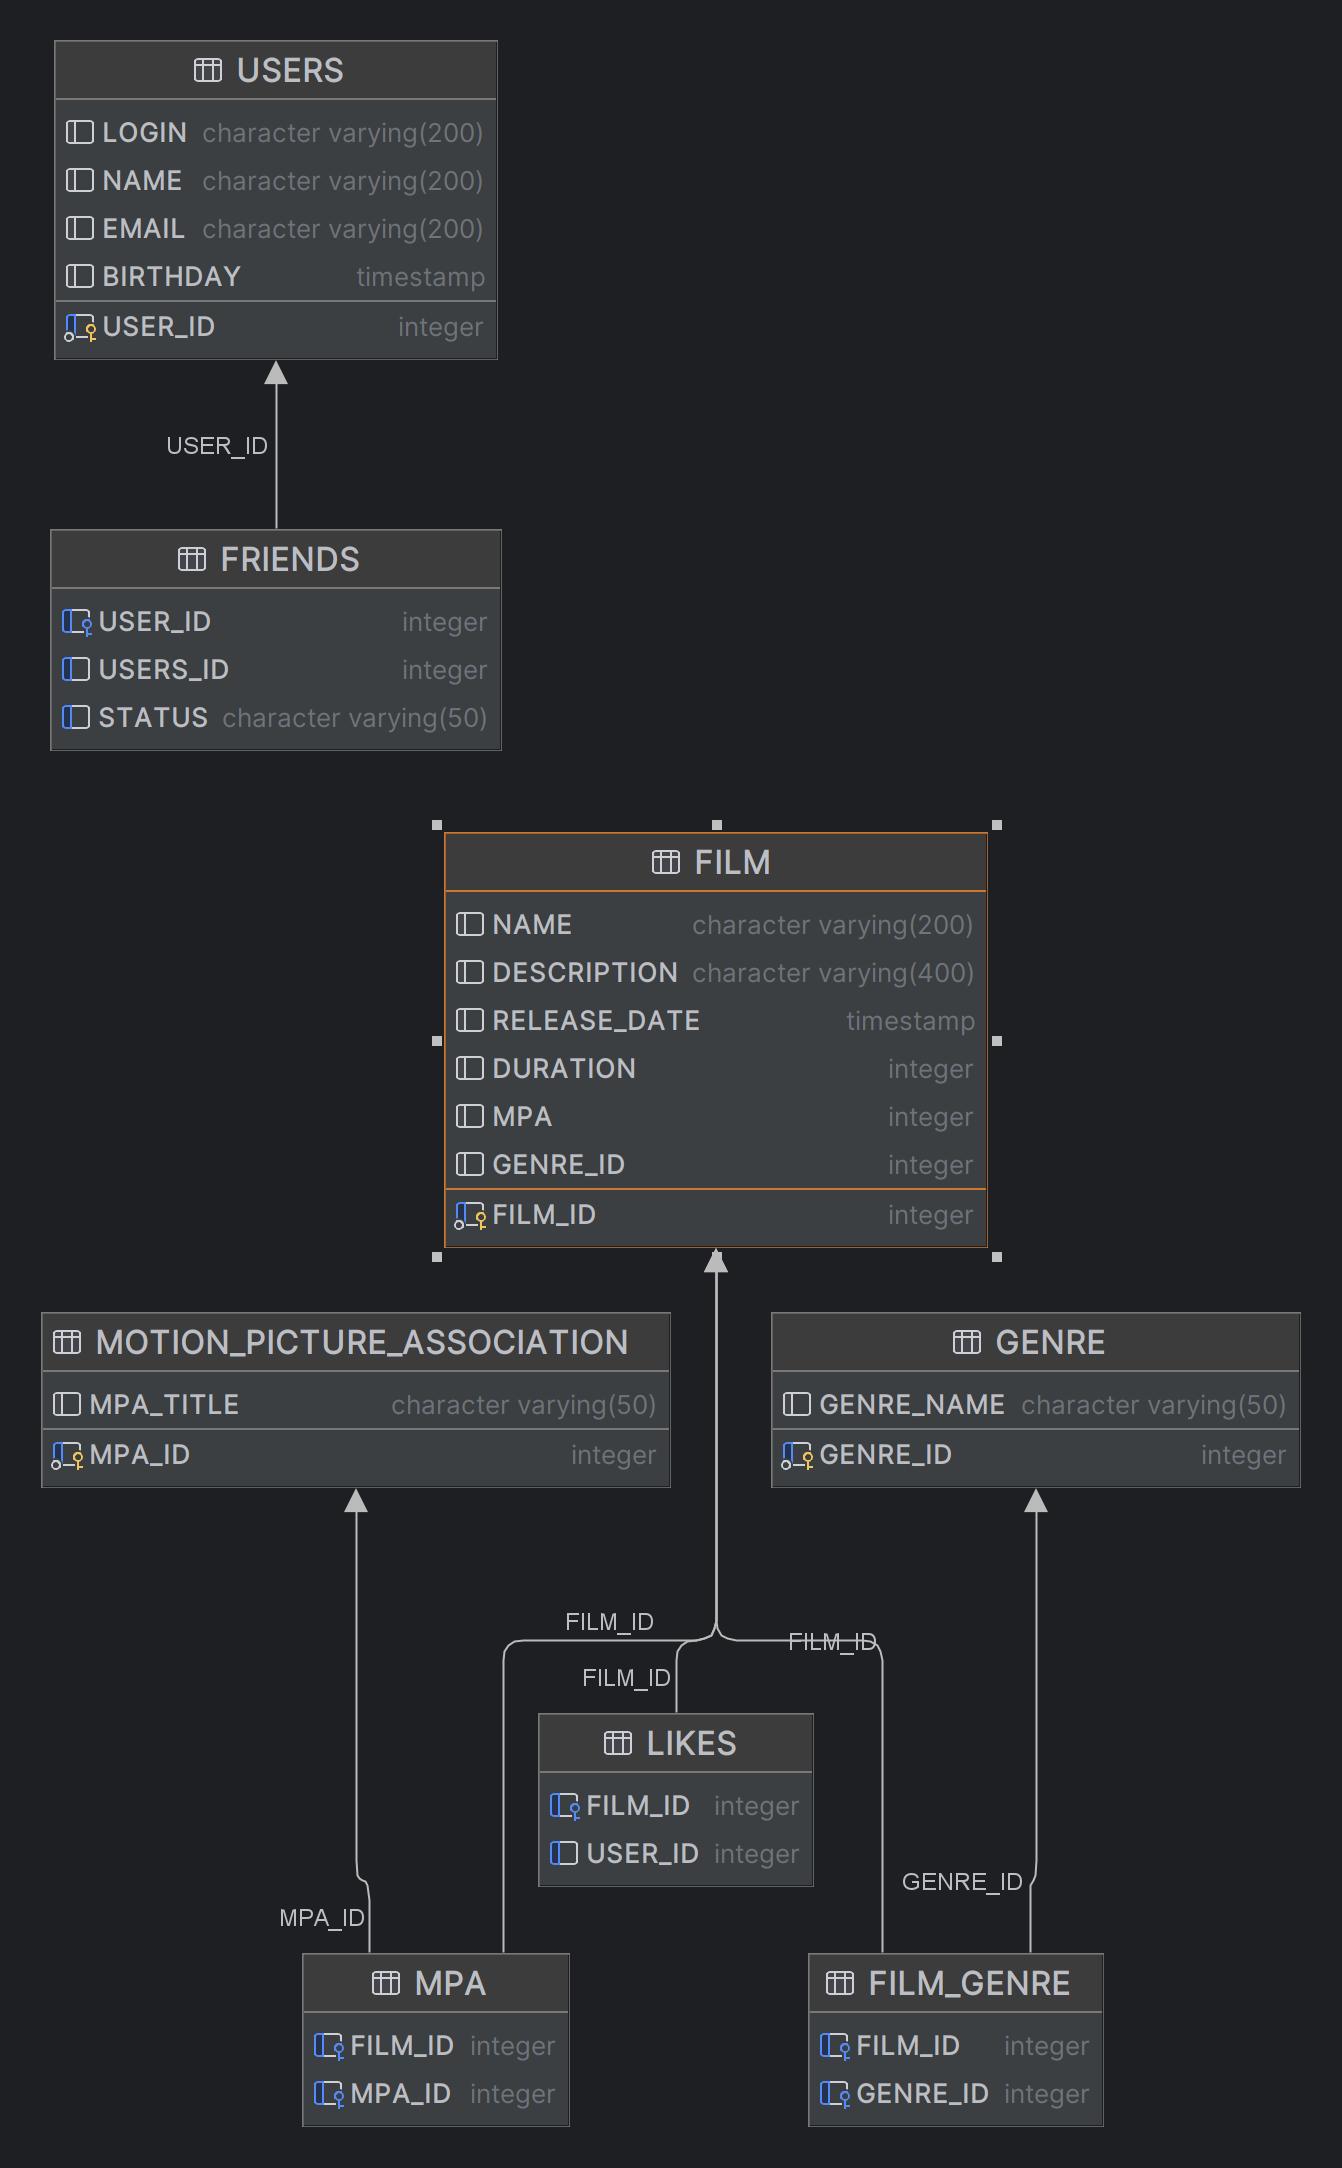 USERS
LOGIN character varying(200)
NAME character varying(200)
EMAIL character varying(200)
BIRTHDAY timestamp
USER_ID integer
USER_ID
FRIENDS
USER_ID integer
USERS_ID integer
STATUS character varying(50)
FILM
NAME character varying(200)
DESCRIPTION character varying(400)
RELEASE_DATE timestamp
DURATION integer
MPA integer
GENRE_ID integer
FILM_ID integer
MOTION_PICTURE_ASSOCIATION
MPA_TITLE character varying(50)
MPA_ID integer
GENRE
GENRE_NAME character varying(50)
GENRE_ID integer
FILM_ID
FILM_ID
FILM_ID
LIKES
FILM_ID integer
USER_ID integer
GENRE_ID
MPA_ID
MPA
FILM_ID integer
MPA_ID integer
FILM_GENRE
FILM_ID integer
GENRE_ID integer